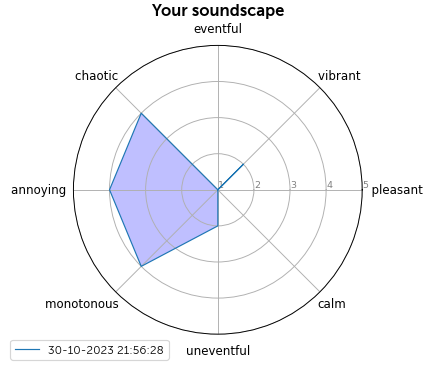 Your soundscape
eventful
chaotic
vibrant
annoying
1
2
3
4
5
pleasant
monotonous
calm
uneventful
30-10-2023 21:56:28